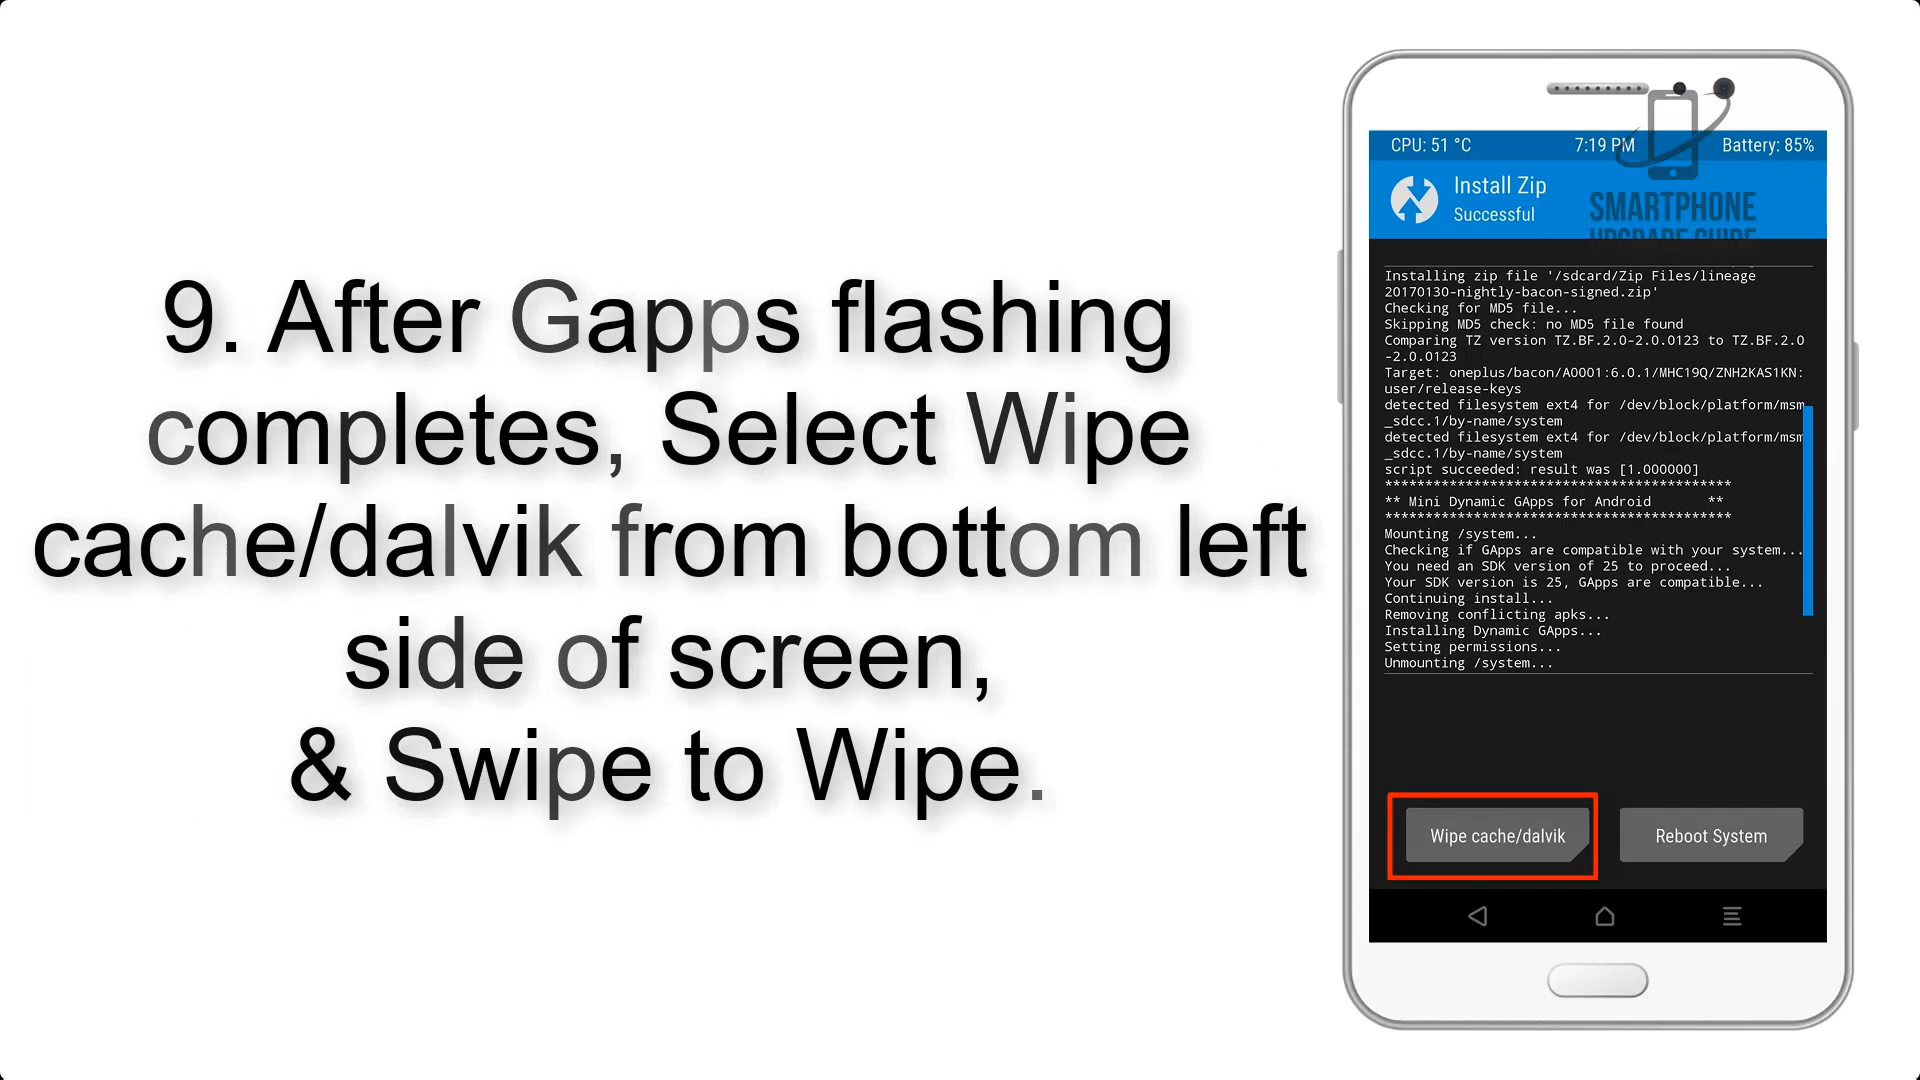 9. After Gapps flashing
completes, Select Wipe
cache/dalvik from bottom left
side of screen,
& Swipe to Wipe.
CPU: 51 °C 7:19 PM Battery: 85%
Install Zip
Successful
SMARTPHONE
UPGRADE GUIDE
Installing zip file '/sdcard/Zip Files/lineage
20170130-nightly-bacon-signed.zip'
Checking for MD5 file...
Skipping MD5 check: no MD5 file found
Comparing TZ version TZ.BF.2.0-2.0.0123 to TZ.BF.2.0
-2.0.0123
Target: oneplus/bacon/A0001:6.0.1/MHC19Q/ZNH2KAS1KN:
user/release-keys
detected filesystem ext4 for /dev/block/platform/msm
_sdcc.1/by-name/system
detected filesystem ext4 for /dev/block/platform/msm
_sdcc.1/by-name/system
script succeeded: result was [1.000000]
*******************************************
** Mini Dynamic GApps for Android **
*******************************************
Mounting /system...
Checking if GApps are compatible with your system...
You need an SDK version of 25 to proceed...
Your SDK version is 25, GApps are compatible...
Continuing install...
Removing conflicting apks...
Installing Dynamic GApps...
Setting permissions...
Unmounting /system...
Wipe cache/dalvik Reboot System